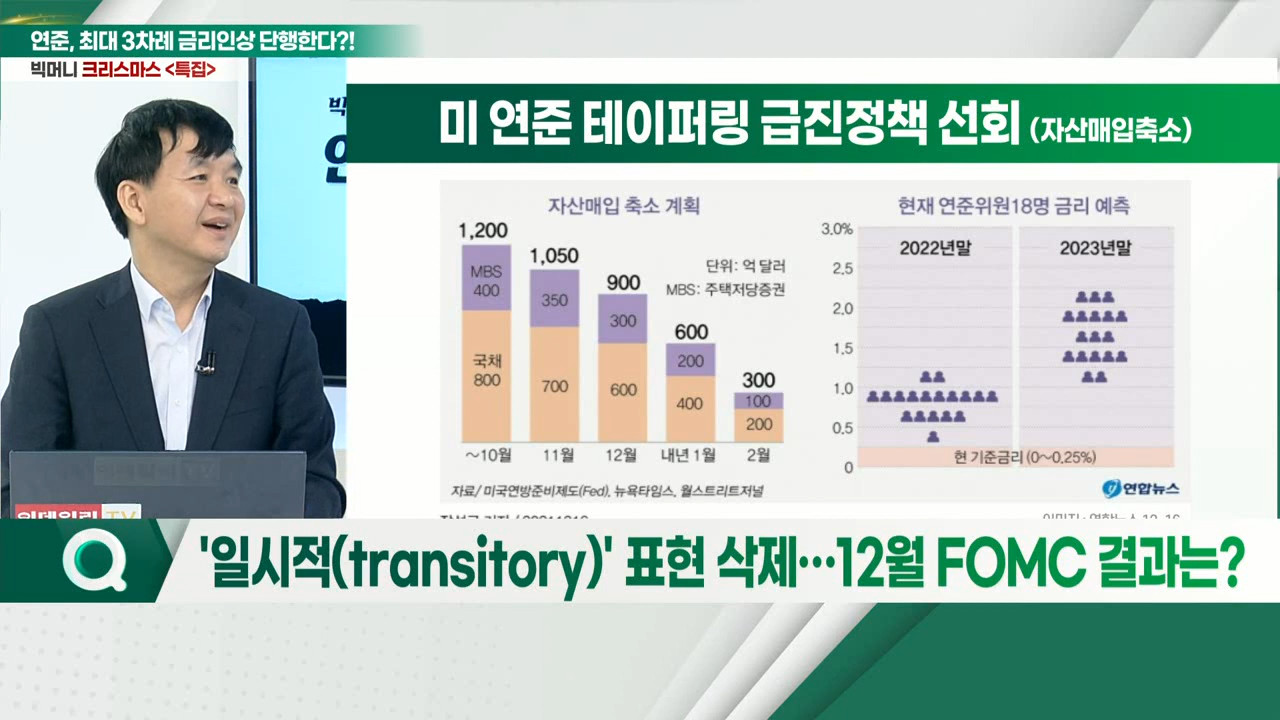 연준, 최대 3차례 금리인상 단행한다?!
빅머니 크리스마스 <특집>
미 연준 테이퍼링 급진정책 선회 (자산매입축소)
자산매입 축소 계획
단위: 억 달러
MBS: 주택저당증권
1,200
1,050
900
600
300
MBS
400
350
300
200
100
국채
800
700
600
400
200
~10월
11월
12월
내년 1월
2월
자료/ 미국연방준비제도(Fed), 뉴욕타임스, 월스트리트저널
현재 연준위원18명 금리 예측
2022년말
2023년말
3.0%
2.5
2.0
1.5
1.0
0.5
0
현 기준금리 (0~0.25%)
연합뉴스
'일시적(transitory)' 표현 삭제…12월 FOMC 결과는?